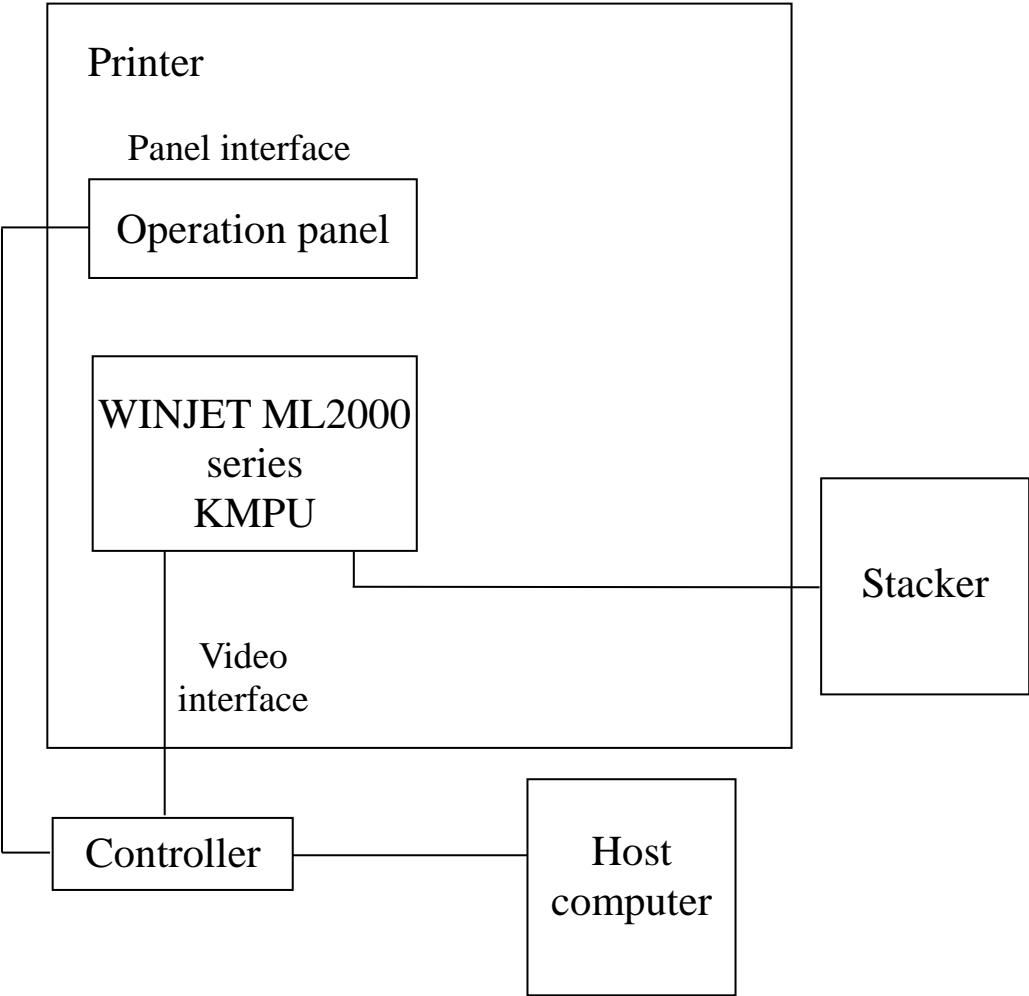 Printer
Panel interface
Operation panel
WINJET ML2000
series
KMPU
Stacker
Video
interface
Controller
Host
computer